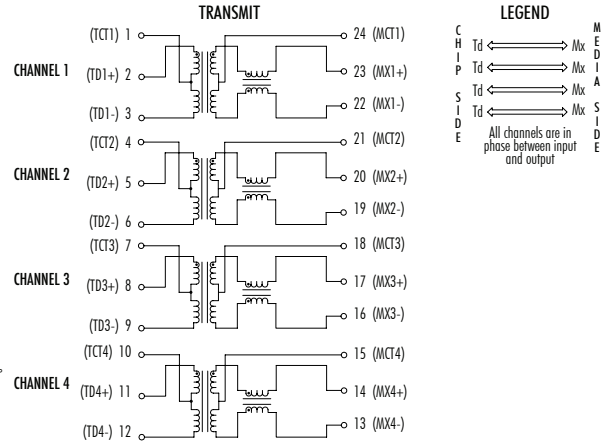 TRANSMIT
LEGEND
CHANNEL 1
(TCT1) 1
(TD1+) 2
(TD1-) 3
24 (MCT1)
23 (MX1+)
22 (MX1-)
CHANNEL 2
(TCT2) 4
(TD2+) 5
(TD2-) 6
21 (MCT2)
20 (MX2+)
19 (MX2-)
CHANNEL 3
(TCT3) 7
(TD3+) 8
(TD3-) 9
18 (MCT3)
17 (MX3+)
16 (MX3-)
CHANNEL 4
(TCT4) 10
(TD4+) 11
(TD4-) 12
15 (MCT4)
14 (MX4+)
13 (MX4-)
CHIP SIDE
Td Mx
Td Mx
Td Mx
Td Mx
MEDIA SIDE
All channels are in
phase between input
and output